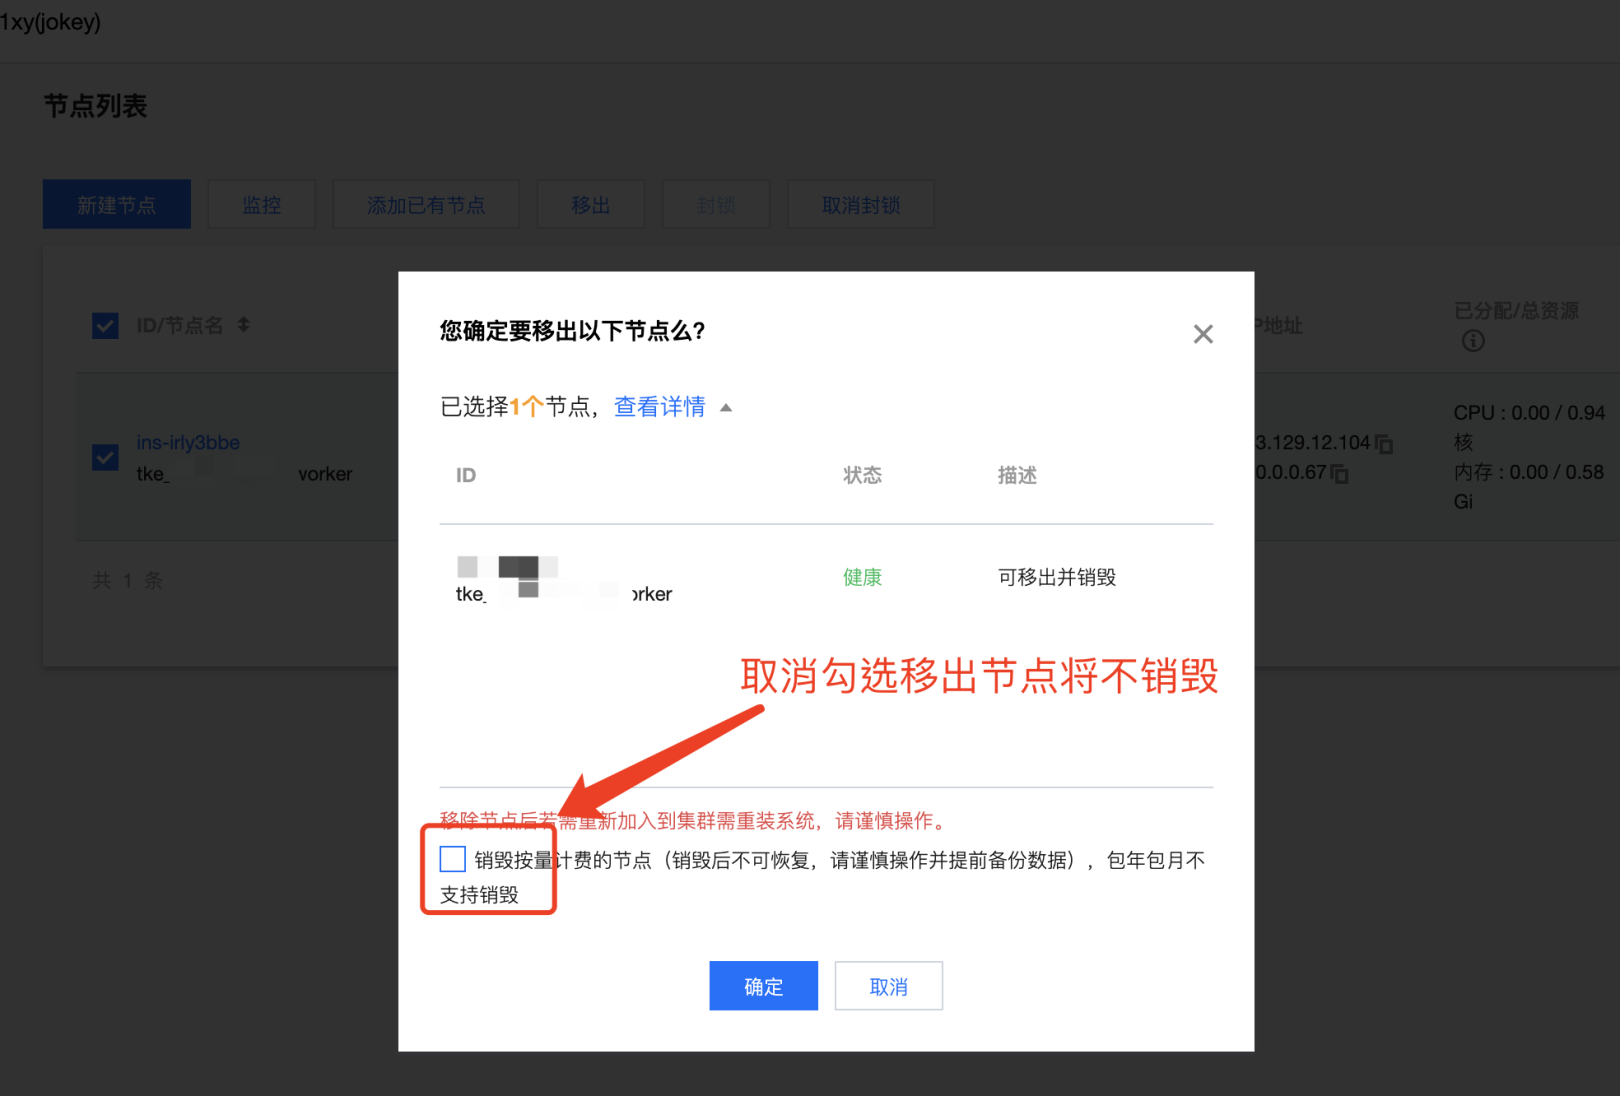 1xy(jokey)
节点列表
新建节点
监控
添加已有节点
移出
封锁
取消封锁
ID/节点名
P地址
已分配/总资源
ins-irly3bbe
tke_ vorker
3.129.12.104
0.0.0.67
CPU : 0.00 / 0.94
核
内存 : 0.00 / 0.58
Gi
共 1 条
您确定要移出以下节点么？
已选择1个节点，查看详情
ID 状态 描述
tke_ orker
健康
可移出并销毁
取消勾选移出节点将不销毁
移除节点后若需重新加入到集群需重装系统，请谨慎操作。
销毁按量计费的节点（销毁后不可恢复，请谨慎操作并提前备份数据），包年包月不
支持销毁
确定
取消